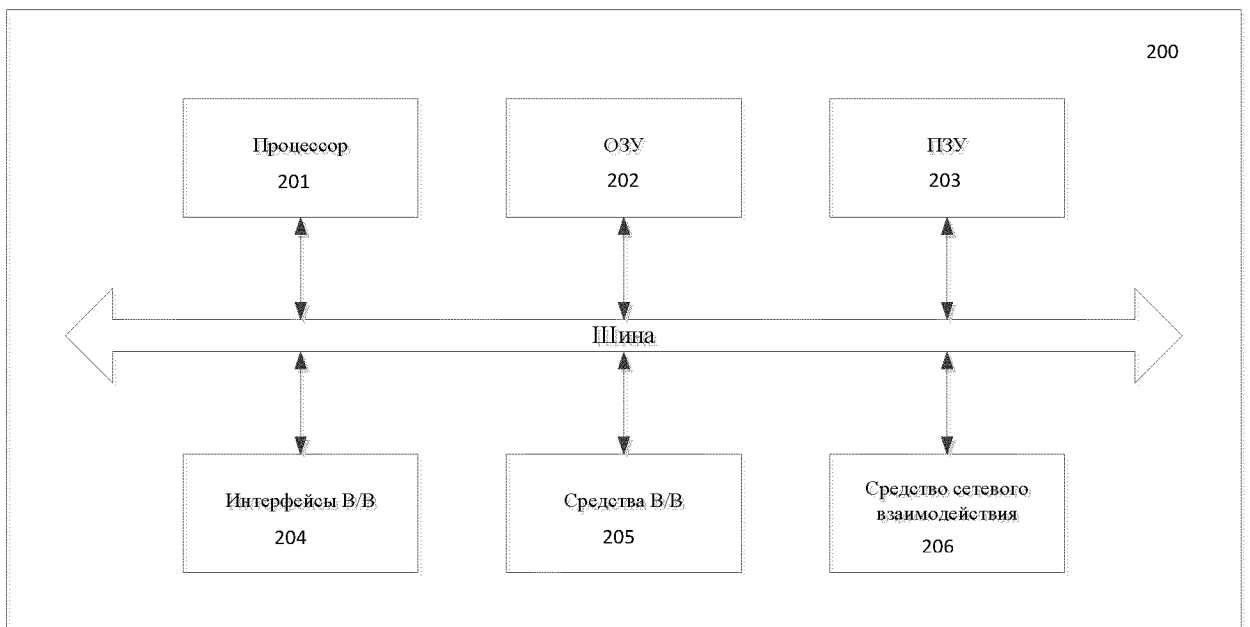 200
Процессор
201
ОЗУ
202
ПЗУ
203
Шина
Интерфейсы В/В
204
Средства В/В
205
Средство сетевого
взаимодействия
206